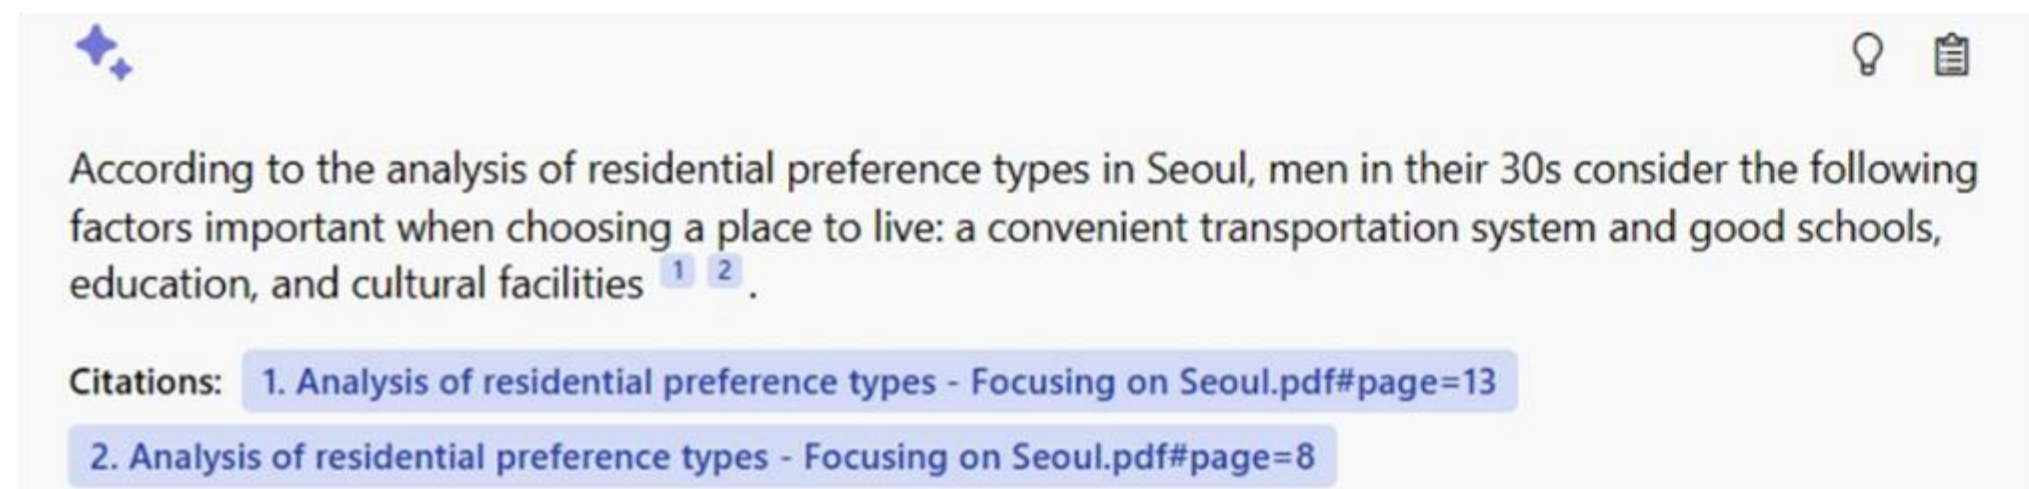 According to the analysis of residential preference types in Seoul, men in their 30s consider the following
factors important when choosing a place to live: a convenient transportation system and good schools,
education, and cultural facilities 1 2 .
Citations: 1. Analysis of residential preference types - Focusing on Seoul.pdf#page=13
2. Analysis of residential preference types - Focusing on Seoul.pdf#page=8